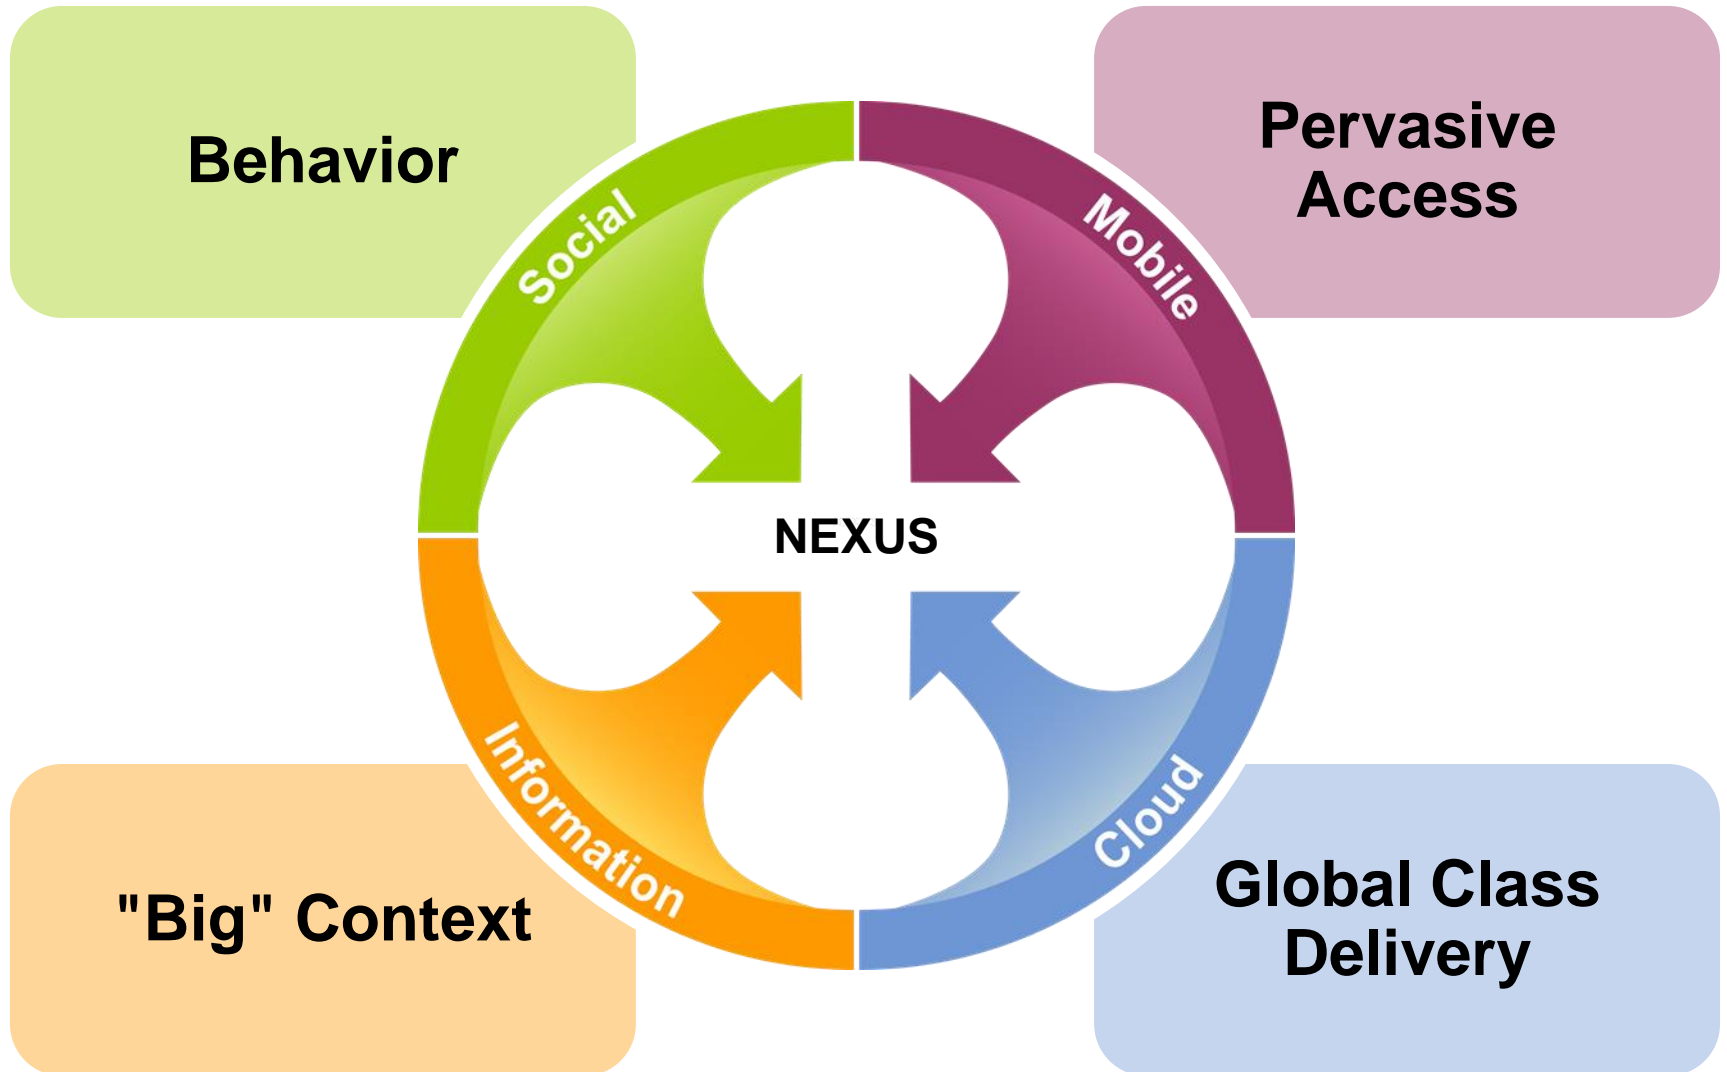 Behavior
Pervasive
Access
Social
Mobile
NEXUS
Information
Cloud
"Big" Context
Global Class
Delivery